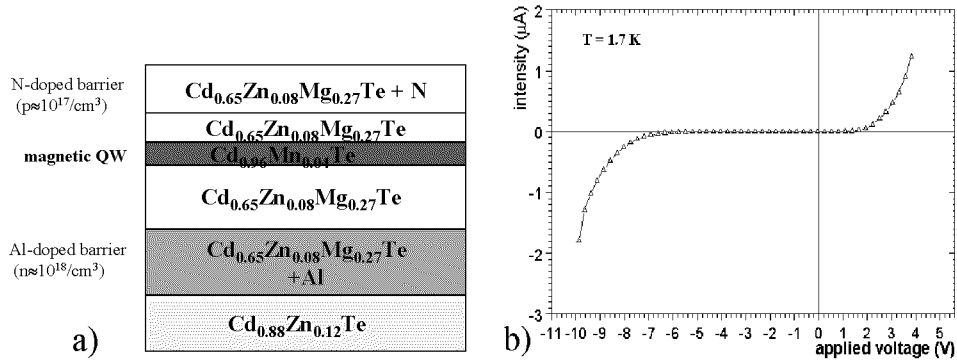 N-doped barrier
(p≈10¹⁷/cm³)
magnetic QW
Al-doped barrier
(n≈10¹⁸/cm³)
Cd₀.₆₅Zn₀.₀₈Mg₀.₂₇Te + N
Cd₀.₆₅Zn₀.₀₈Mg₀.₂₇Te
Cd₀.₉₆Mn₀.₀₄Te
Cd₀.₆₅Zn₀.₀₈Mg₀.₂₇Te
Cd₀.₆₅Zn₀.₀₈Mg₀.₂₇Te
+Al
Cd₀.₈₈Zn₀.₁₂Te
a)
b)
intensity (μA)
T = 1.7 K
2
1
0
-1
-2
-3
-11 -10 -9 -8 -7 -6 -5 -4 -3 -2 -1 0 1 2 3 4 5
applied voltage (V)